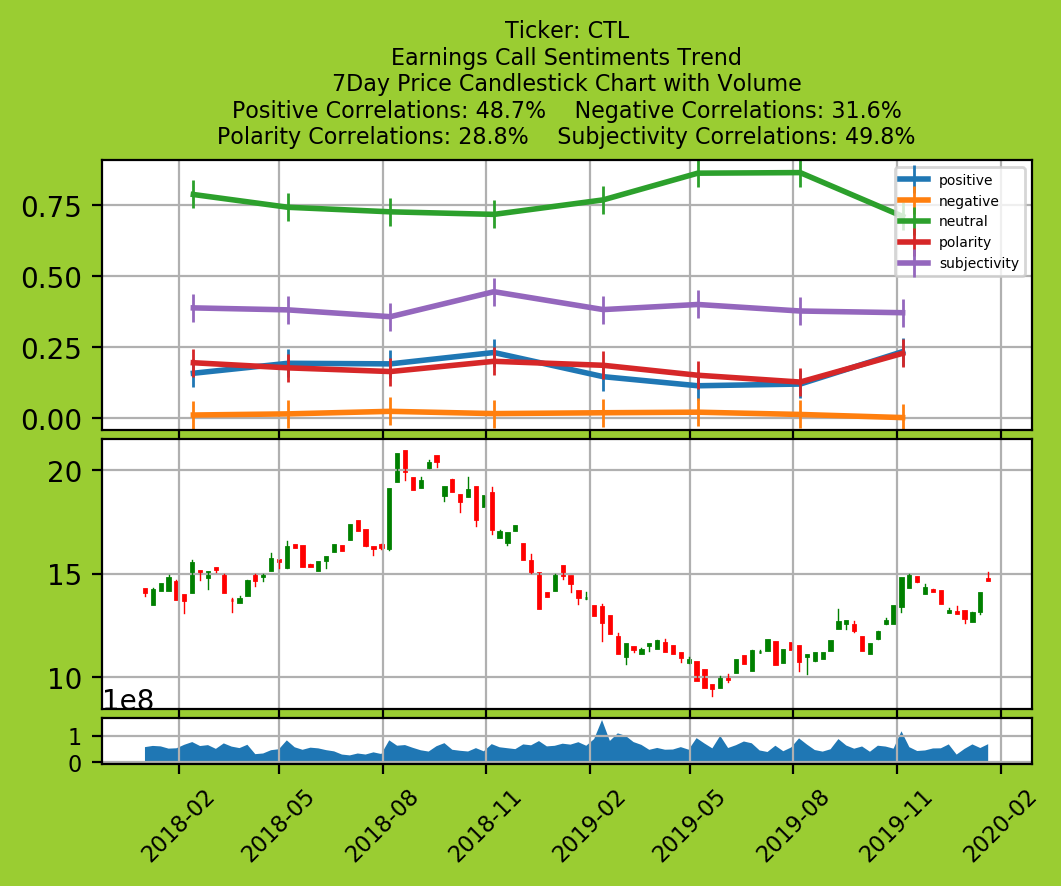 Ticker: CTL
Earnings Call Sentiments Trend
7Day Price Candlestick Chart with Volume
Positive Correlations: 48.7%    Negative Correlations: 31.6%
Polarity Correlations: 28.8%    Subjectivity Correlations: 49.8%
0.75
0.50
0.25
0.00
positive
negative
neutral
polarity
subjectivity
20
15
10
1e8
1
0
2018-02
2018-05
2018-08
2018-11
2019-02
2019-05
2019-08
2019-11
2020-02